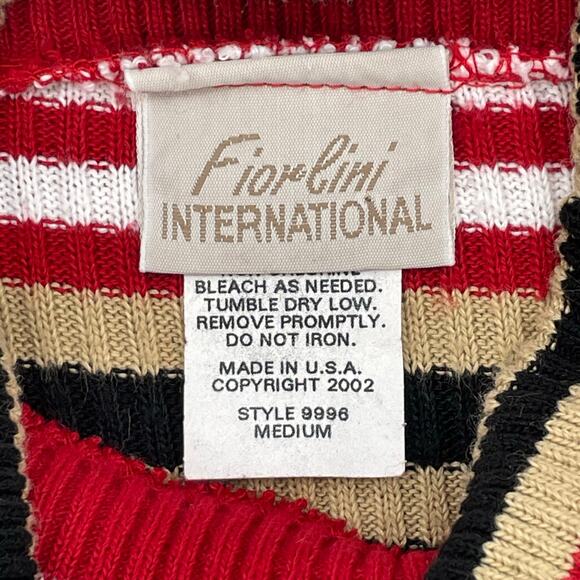 Fiorlini
INTERNATIONAL
BLEACH AS NEEDED.
TUMBLE DRY LOW.
REMOVE PROMPTLY.
DO NOT IRON.
MADE IN U.S.A.
COPYRIGHT 2002
STYLE 9996
MEDIUM